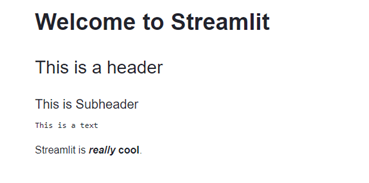 Welcome to Streamlit
This is a header
This is Subheader
This is a text
Streamlit is really cool.